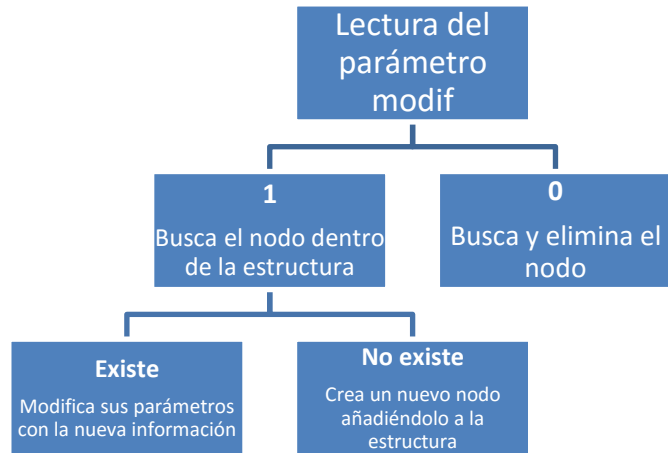 Lectura del
parámetro
modif
1
Busca el nodo dentro
de la estructura
0
Busca y elimina el
nodo
Existe
Modifica sus parámetros
con la nueva información
No existe
Crea un nuevo nodo
añadiéndolo a la
estructura